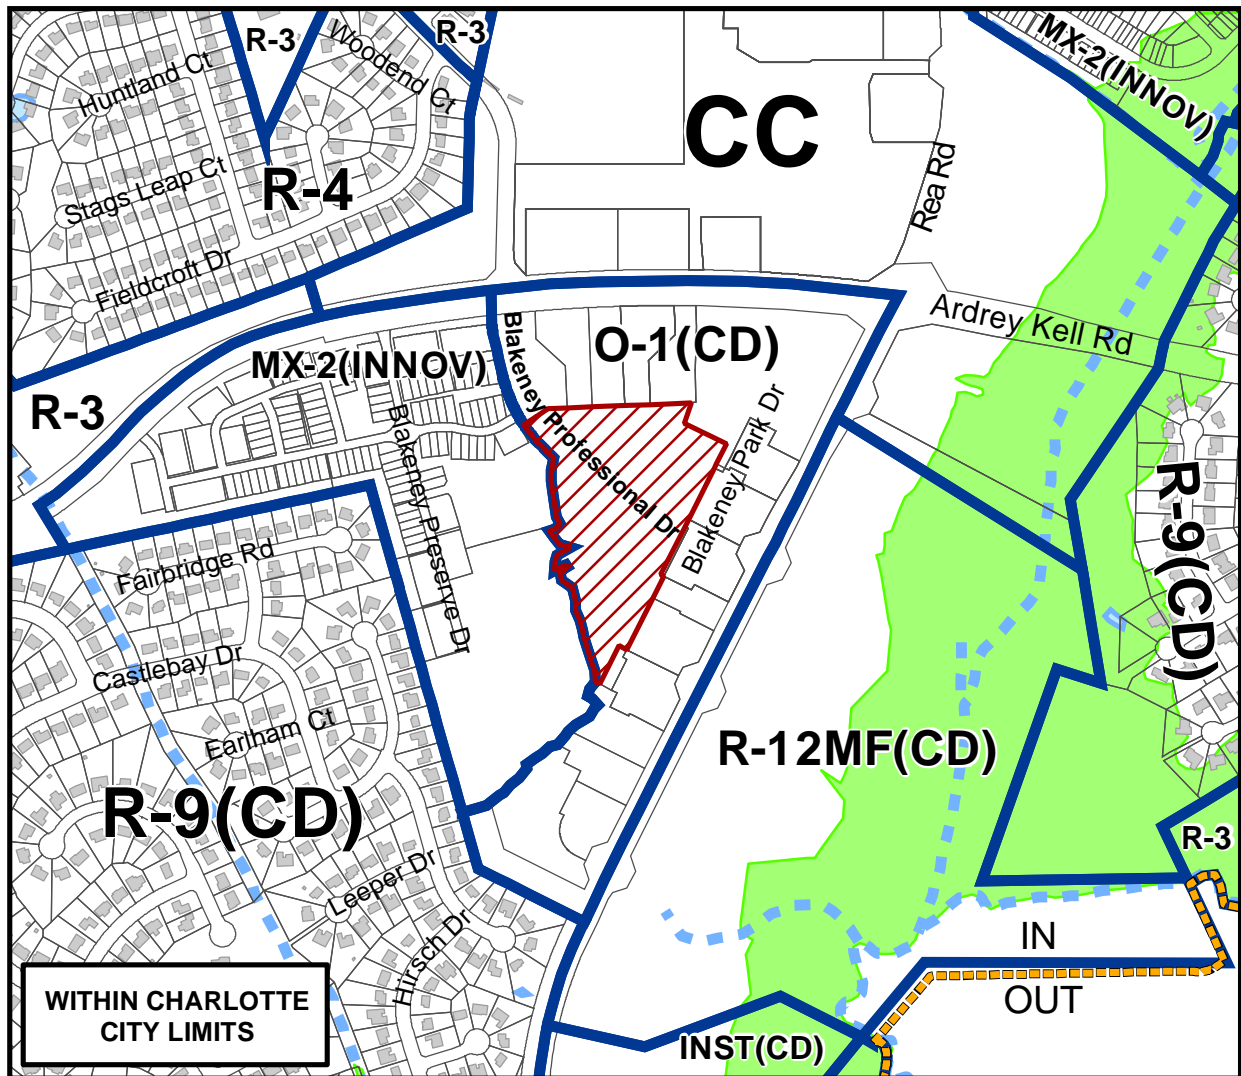 R-3
R-3
MX-2(INNOV)
Woodend Ct
Huntland Ct
CC
R-4
Stags Leap Ct
Rea Rd
Fieldcroft Dr
Ardrey Kell Rd
O-1(CD)
MX-2(INNOV)
R-3
Blakeney Professional Dr
Blakeney Park Dr
Blakeney Preserve Dr
R-9(CD)
Fairbridge Rd
Castlebay Dr
Earlham Ct
R-12MF(CD)
R-9(CD)
R-3
Leeper Dr
Hirsch Dr
IN
OUT
WITHIN CHARLOTTE
CITY LIMITS
INST(CD)